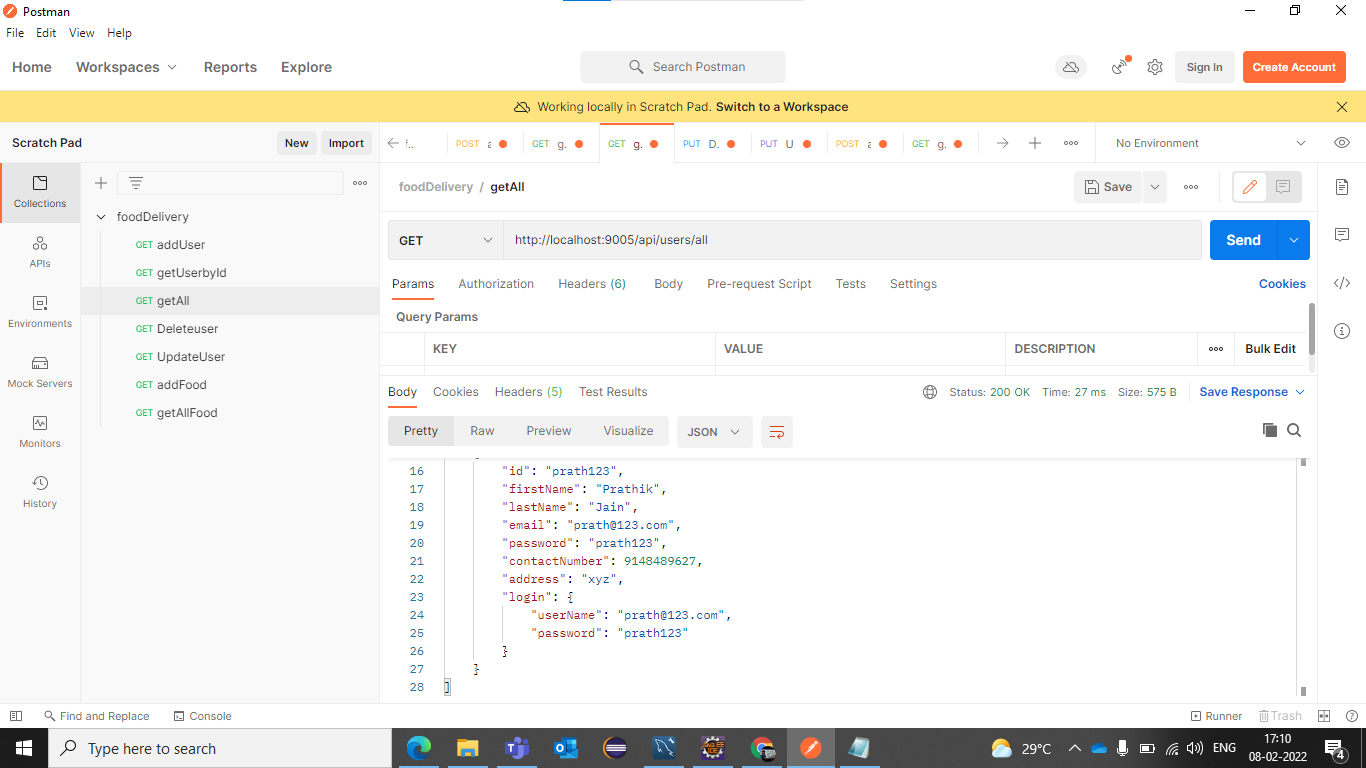 Postman
File Edit View Help
Home Workspaces Reports Explore Search Postman Sign In Create Account
Working locally in Scratch Pad. Switch to a Workspace
Scratch Pad New Import
POST GET g. GET g. PUT D. PUT U POST GET g. No Environment
Collections
APIs
Environments
Mock Servers
Monitors
History
foodDelivery
GET addUser
GET getUserbyId
GET getAll
GET Deleteuser
GET UpdateUser
GET addFood
GET getAllFood
foodDelivery / getAll Save
GET http://localhost:9005/api/users/all Send
Params Authorization Headers (6) Body Pre-request Script Tests Settings Cookies
Query Params
KEY VALUE DESCRIPTION Bulk Edit
Body Cookies Headers (5) Test Results Status: 200 OK Time: 27 ms Size: 575 B Save Response
Pretty Raw Preview Visualize JSON
16 "id": "prath123",
17 "firstName": "Prathik",
18 "lastName": "Jain",
19 "email": "prath@123.com",
20 "password": "prath123",
21 "contactNumber": 9148489627,
22 "address": "xyz",
23 "login": {
24 "userName": "prath@123.com",
25 "password": "prath123"
26 }
27 }
28 ]
Find and Replace Console Runner Trash
Type here to search 29°C ENG 17:10
08-02-2022 4